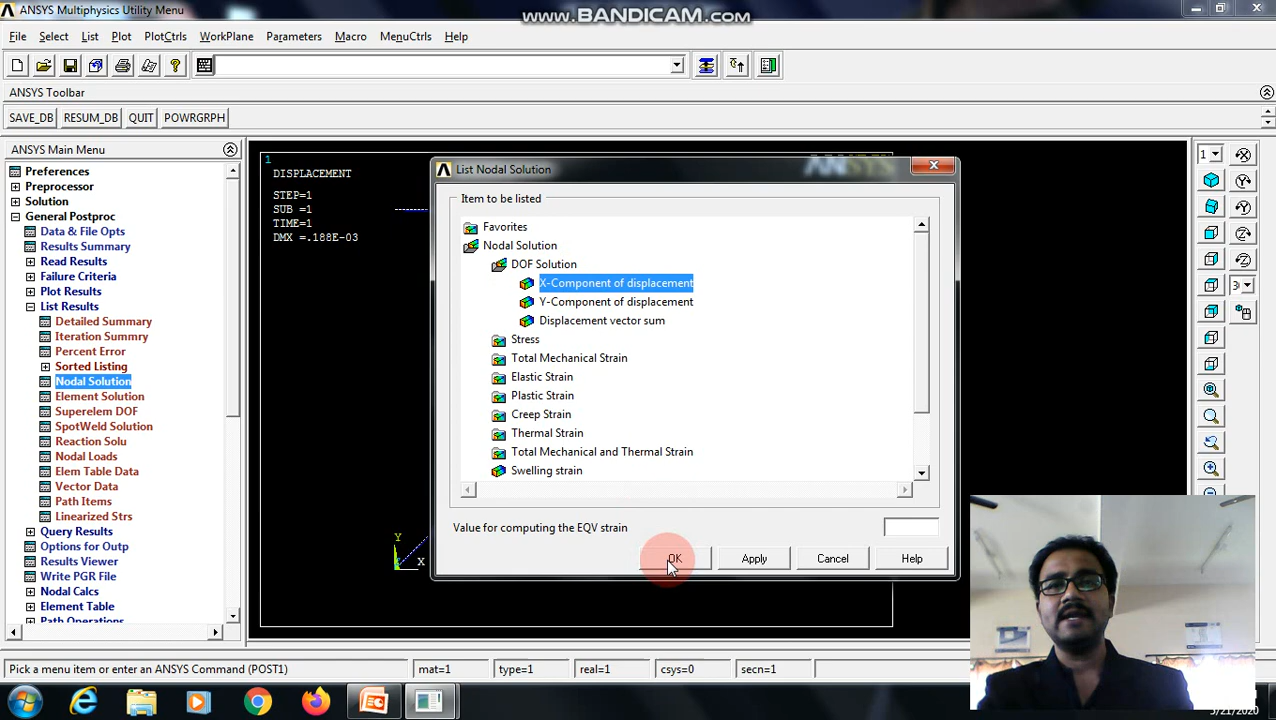 ANSYS Multiphysics Utility Menu
www.BANDICAM.com
File Select List Plot PlotCtrls WorkPlane Parameters Macro MenuCtrls Help
ANSYS Toolbar
SAVE_DB RESUM_DB QUIT POWRGRPH
ANSYS Main Menu
Preferences
Preprocessor
Solution
General Postproc
Data & File Opts
Results Summary
Read Results
Failure Criteria
Plot Results
List Results
Detailed Summary
Iteration Summry
Percent Error
Sorted Listing
Nodal Solution
Element Solution
Superelem DOF
SpotWeld Solution
Reaction Solu
Nodal Loads
Elem Table Data
Vector Data
Path Items
Linearized Strs
Query Results
Options for Outp
Results Viewer
Write PGR File
Nodal Calcs
Element Table
Path Operations
1
DISPLACEMENT
STEP=1
SUB =1
TIME=1
DMX =.188E-03
Y
X
List Nodal Solution
Item to be listed
Favorites
Nodal Solution
DOF Solution
X-Component of displacement
Y-Component of displacement
Displacement vector sum
Stress
Total Mechanical Strain
Elastic Strain
Plastic Strain
Creep Strain
Thermal Strain
Total Mechanical and Thermal Strain
Swelling strain
Value for computing the EQV strain
OK Apply Cancel Help
1
Pick a menu item or enter an ANSYS Command (POST1) mat=1 type=1 real=1 csys=0 secn=1
5/21/2020